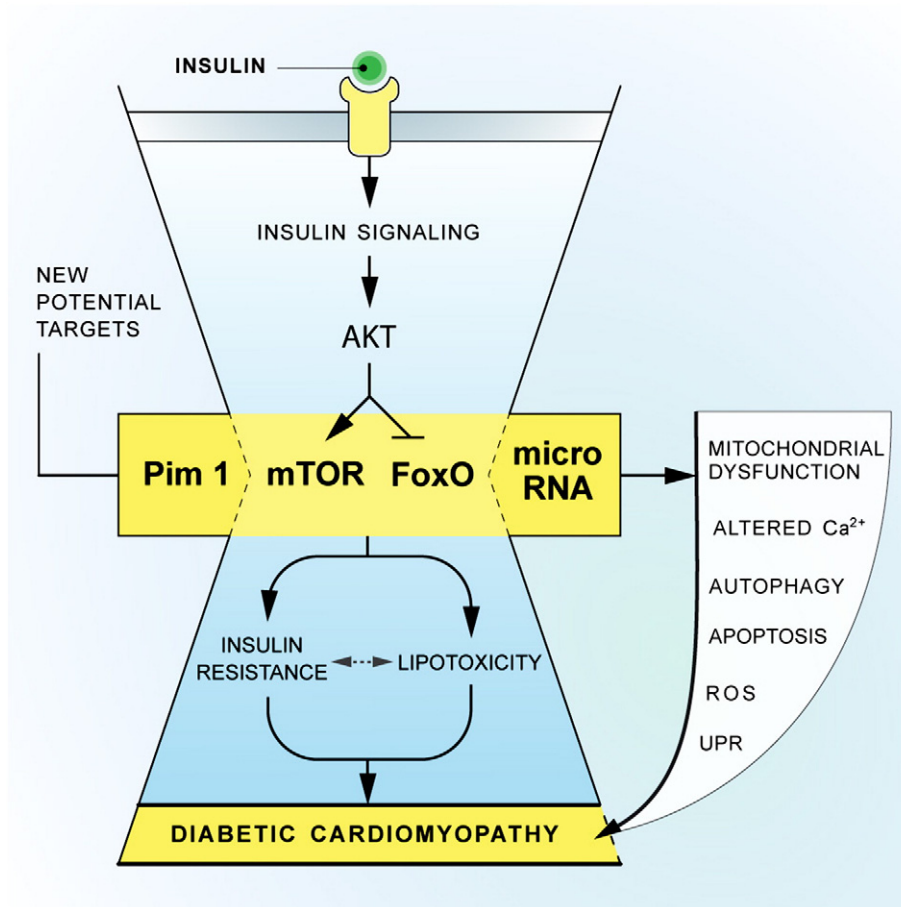 INSULIN
INSULIN SIGNALING
NEW
POTENTIAL
TARGETS
AKT
Pim 1
mTOR
FoxO
micro
RNA
MITOCHONDRIAL
DYSFUNCTION
ALTERED Ca²⁺
AUTOPHAGY
APOPTOSIS
ROS
UPR
INSULIN
RESISTANCE
LIPOTOXICITY
DIABETIC CARDIOMYOPATHY